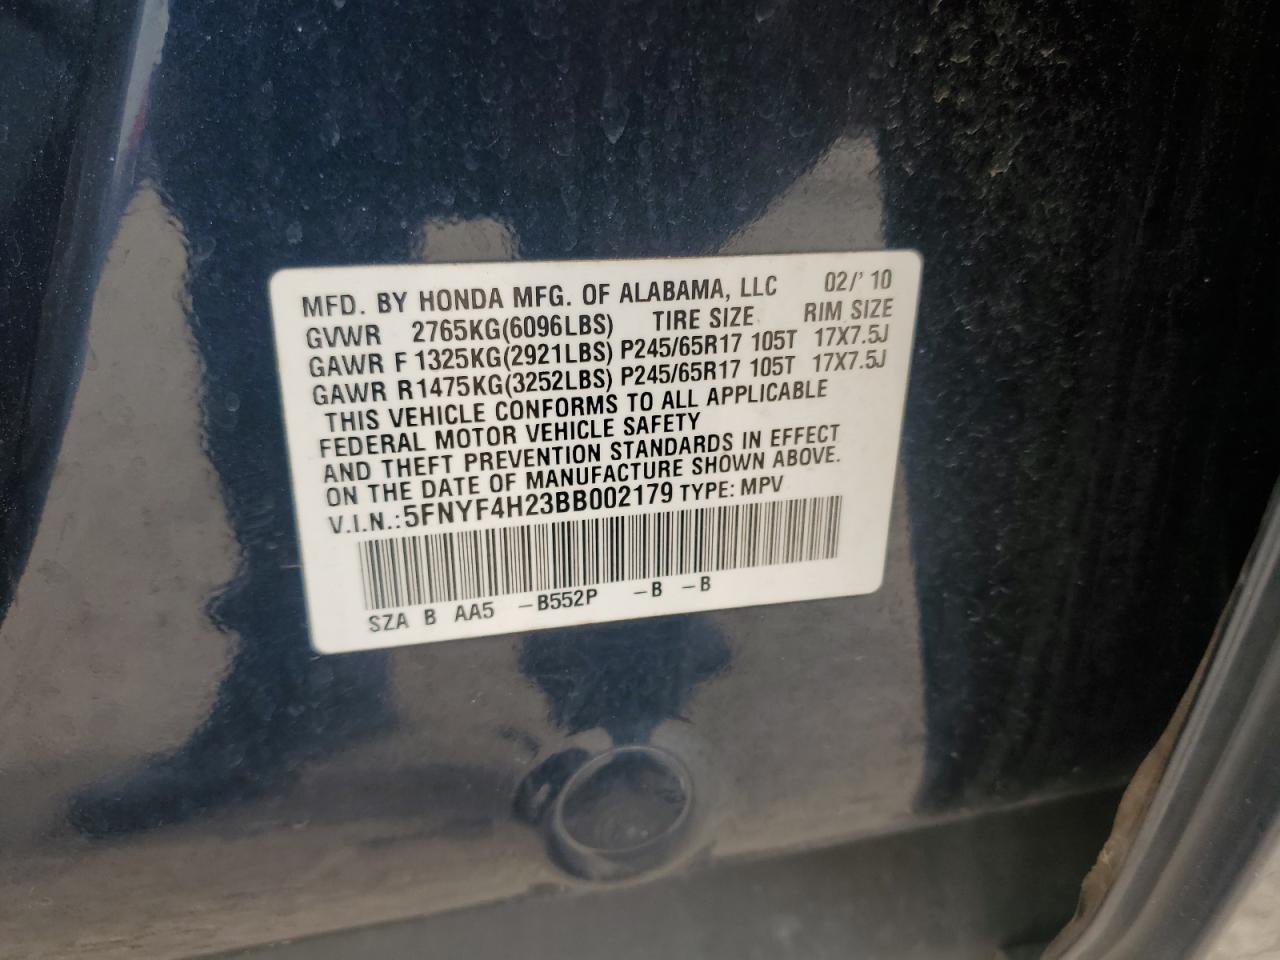 MFD. BY HONDA MFG. OF ALABAMA, LLC 02/'10
GVWR 2765KG(6096LBS) TIRE SIZE RIM SIZE
GAWR F 1325KG(2921LBS) P245/65R17 105T 17X7.5J
GAWR R1475KG(3252LBS) P245/65R17 105T 17X7.5J
THIS VEHICLE CONFORMS TO ALL APPLICABLE
FEDERAL MOTOR VEHICLE SAFETY
AND THEFT PREVENTION STANDARDS IN EFFECT
ON THE DATE OF MANUFACTURE SHOWN ABOVE.
V.I.N.:5FNYF4H23BB002179 TYPE: MPV
SZA B AA5 -B552P -B -B